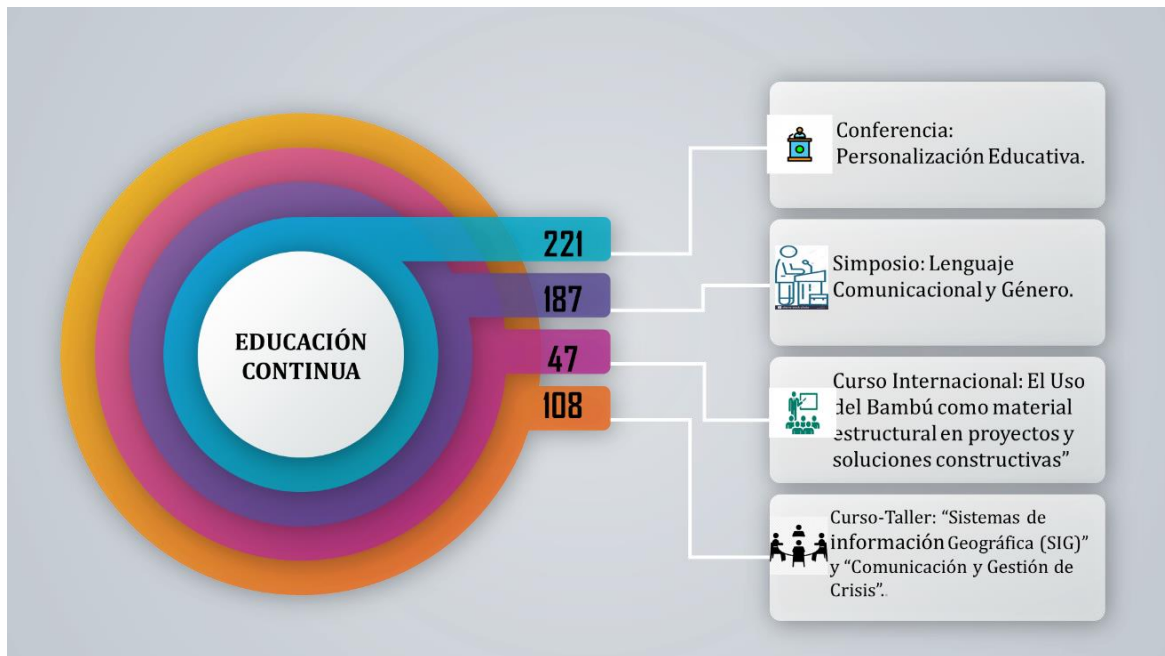 EDUCACIÓN
CONTINUA
221
187
47
108
Conferencia:
Personalización Educativa.
Simposio: Lenguaje
Comunicacional y Género.
Curso Internacional: El Uso
del Bambú como material
estructural en proyectos y
soluciones constructivas”
Curso-Taller: “Sistemas de
información Geográfica (SIG)”
y “Comunicación y Gestión de
Crisis”.